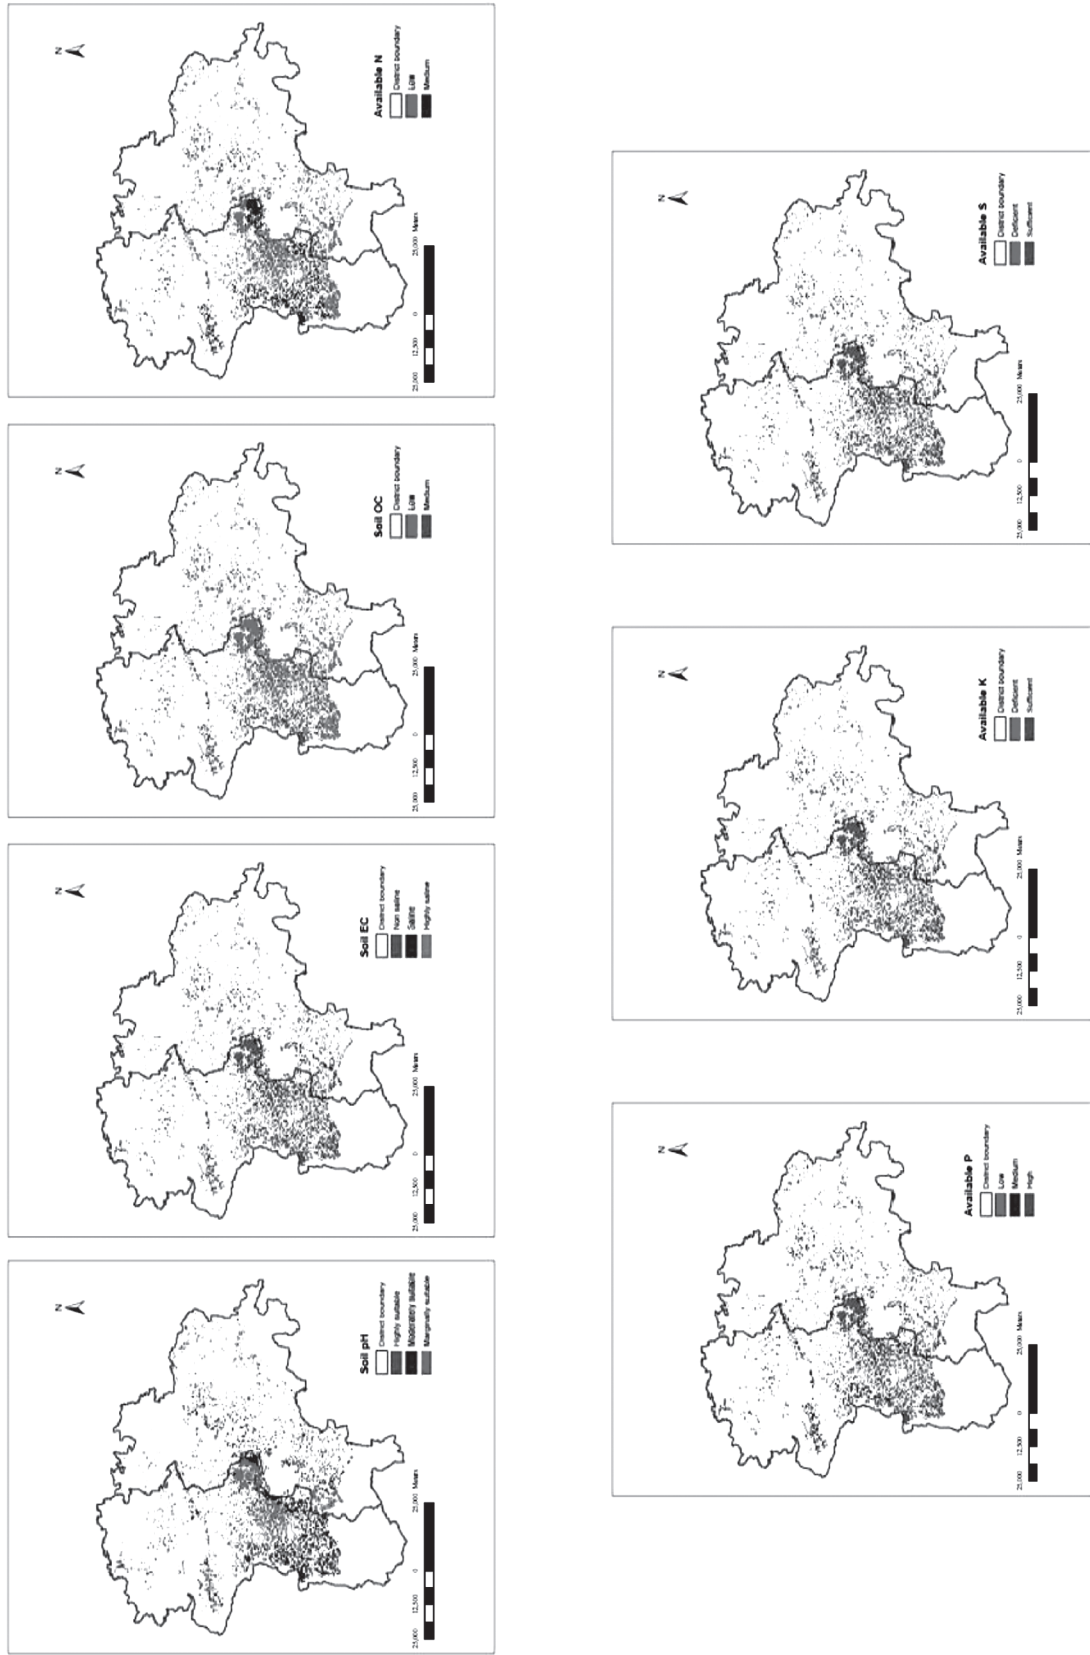 N
Soil pH
District boundary
Highly suitable
Moderately suitable
Marginally suitable
25,000 12,500 0 25,000 Meters
N
Soil EC
District boundary
Non saline
Saline
Highly saline
25,000 12,500 0 25,000 Meters
N
Soil OC
District boundary
Low
Medium
25,000 12,500 0 25,000 Meters
N
Available N
District boundary
Low
Medium
25,000 12,500 0 25,000 Meters
N
Available P
District boundary
Low
Medium
High
25,000 12,500 0 25,000 Meters
N
Available K
District boundary
Deficient
Sufficient
25,000 12,500 0 25,000 Meters
N
Available S
District boundary
Deficient
Sufficient
25,000 12,500 0 25,000 Meters